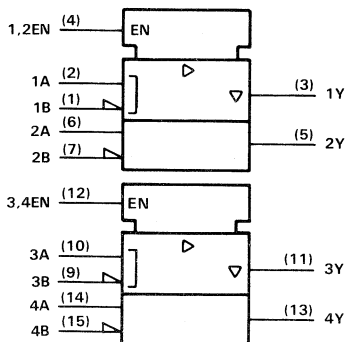 1,2EN (4) EN
1A (2)
1B (1)
(3) 1Y
2A (6)
2B (7)
(5) 2Y
3,4EN (12) EN
3A (10)
3B (9)
(11) 3Y
4A (14)
4B (15)
(13) 4Y